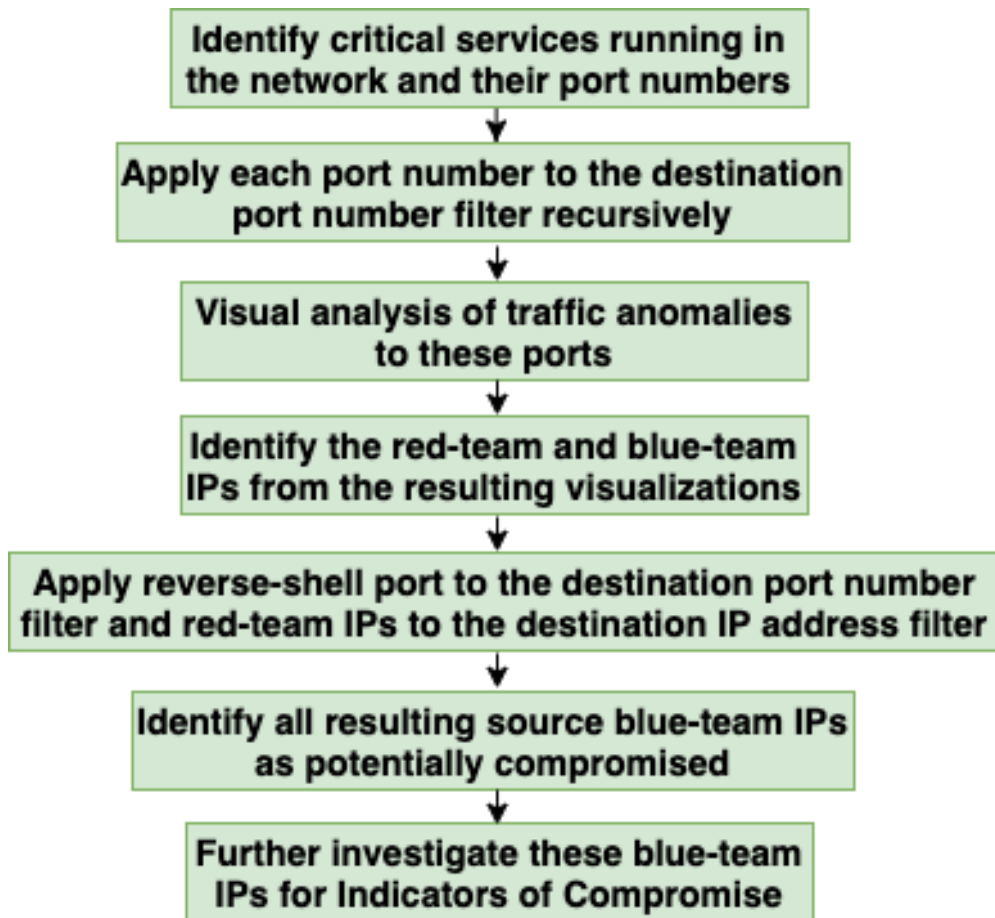 Identify critical services running in
the network and their port numbers
Apply each port number to the destination
port number filter recursively
Visual analysis of traffic anomalies
to these ports
Identify the red-team and blue-team
IPs from the resulting visualizations
Apply reverse-shell port to the destination port number
filter and red-team IPs to the destination IP address filter
Identify all resulting source blue-team IPs
as potentially compromised
Further investigate these blue-team
IPs for Indicators of Compromise